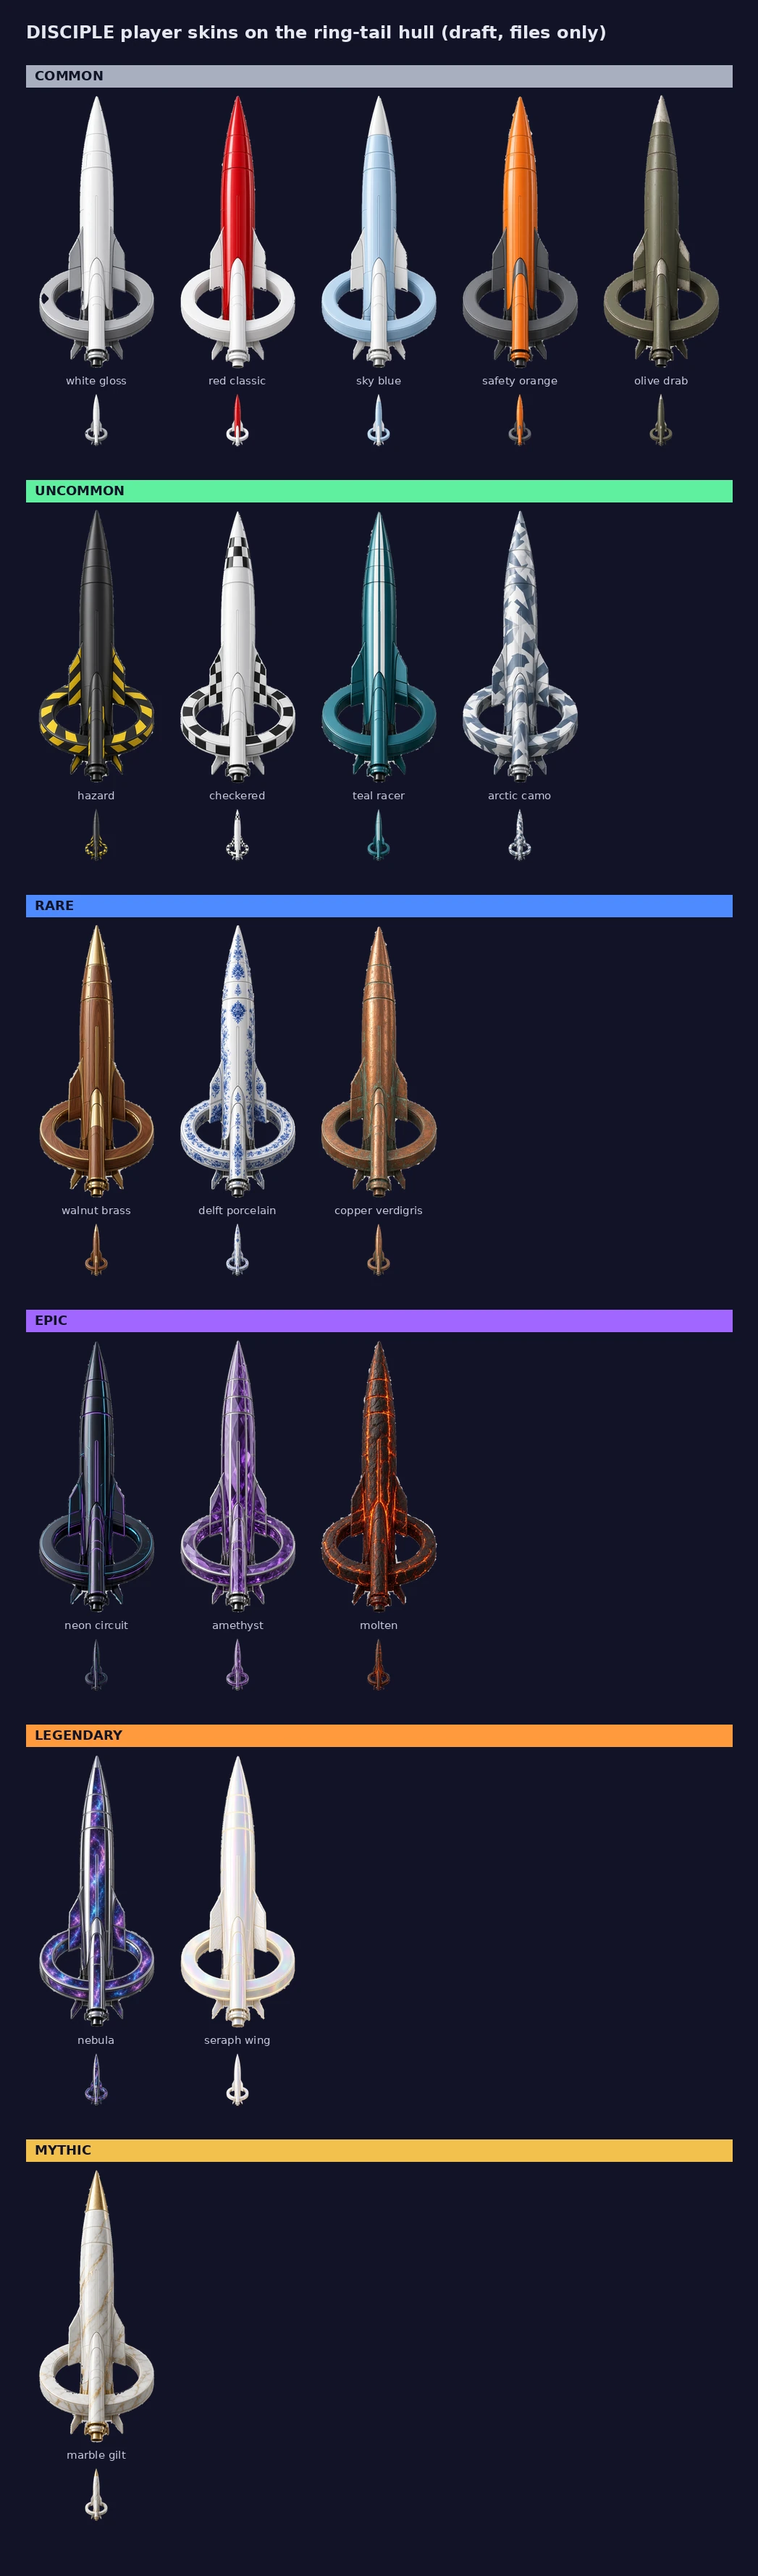 DISCIPLE player skins on the ring-tail hull (draft, files only)
COMMON
white gloss red classic sky blue safety orange olive drab
UNCOMMON
hazard checkered teal racer arctic camo
RARE
walnut brass delft porcelain copper verdigris
EPIC
neon circuit amethyst molten
LEGENDARY
nebula seraph wing
MYTHIC
marble gilt